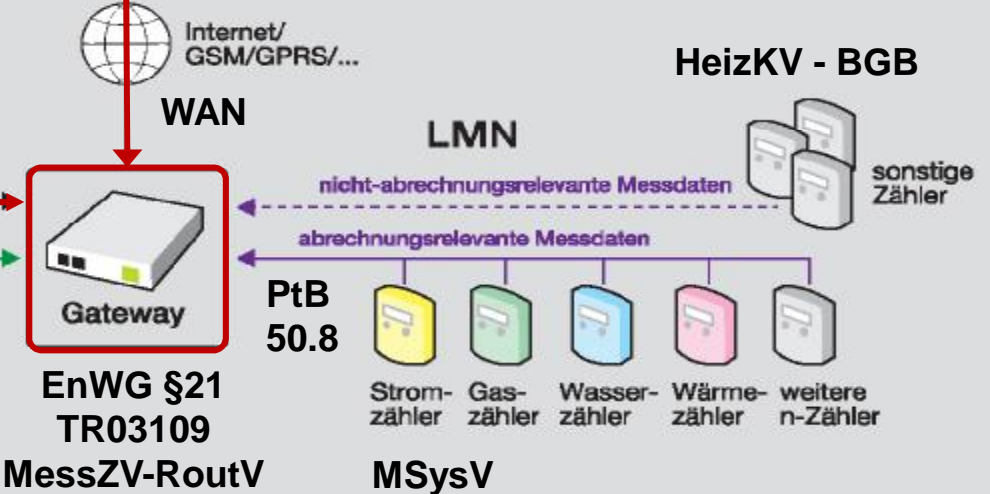 Internet/
GSM/GPRS/...
HeizKV - BGB
WAN
LMN
sonstige
Zähler
nicht-abrechnungsrelevante Messdaten
abrechnungsrelevante Messdaten
Gateway
PtB
50.8
Strom-
zähler
Gas-
zähler
Wasser-
zähler
Wärme-
zähler
weitere
n-Zähler
EnWG §21
TR03109
MessZV-RoutV
MSysV